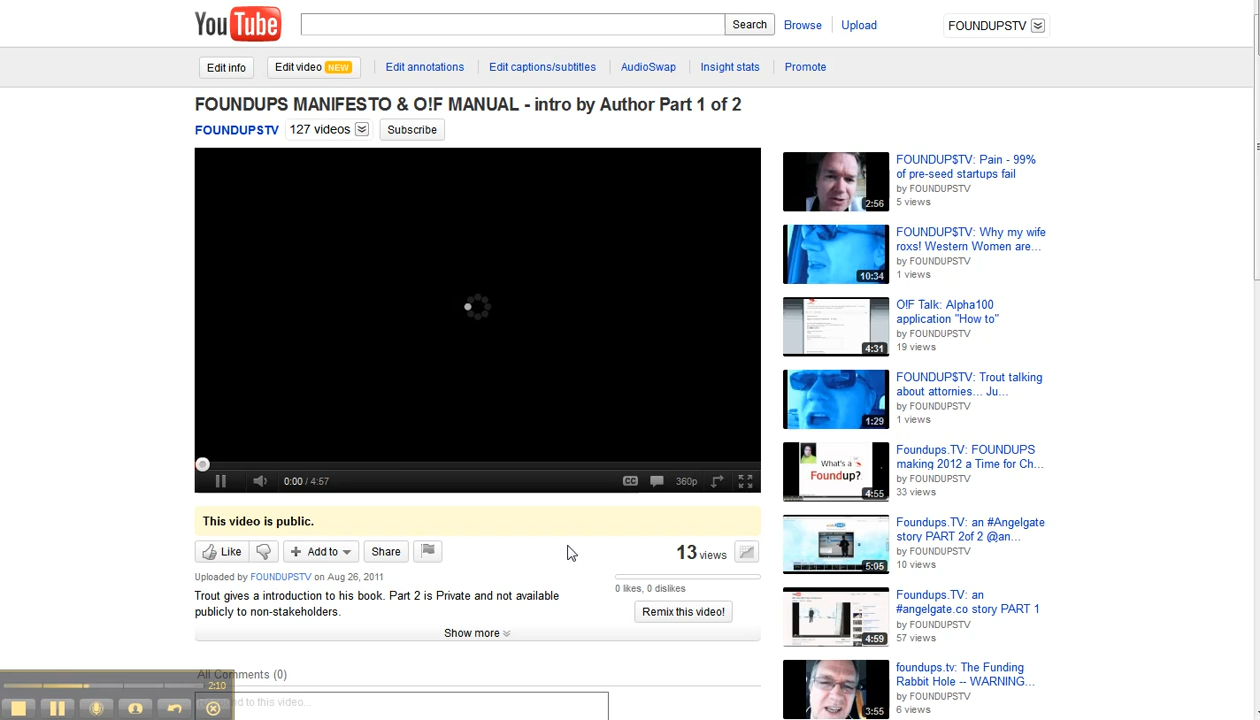 YouTube
Search
Browse
Upload
FOUNDUPSTV
Edit info
Edit video NEW
Edit annotations
Edit captions/subtitles
AudioSwap
Insight stats
Promote
FOUNDUPS MANIFESTO & O!F MANUAL - intro by Author Part 1 of 2
FOUNDUPSTV
127 videos
Subscribe
0:00 / 4:57
CC
360p
This video is public.
Like
Add to
Share
13 views
Uploaded by FOUNDUPSTV on Aug 26, 2011
0 likes, 0 dislikes
Trout gives a introduction to his book. Part 2 is Private and not available
publicly to non-stakeholders.
Remix this video!
Show more
All Comments (0)
to this video...
2:10
FOUNDUP$TV: Pain - 99%
of pre-seed startups fail
by FOUNDUPSTV
5 views
2:56
FOUNDUP$TV: Why my wife
roxs! Western Women are...
by FOUNDUPSTV
1 views
10:34
O!F Talk: Alpha100
application "How to"
by FOUNDUPSTV
19 views
4:31
FOUNDUP$TV: Trout talking
about attornies... Ju...
by FOUNDUPSTV
1 views
1:29
Foundups.TV: FOUNDUPS
making 2012 a Time for Ch...
by FOUNDUPSTV
33 views
What's a
Foundup?
4:55
Foundups.TV: an #Angelgate
story PART 2of 2 @an...
by FOUNDUPSTV
10 views
5:05
Foundups.TV: an
#angelgate.co story PART 1
by FOUNDUPSTV
57 views
4:59
foundups.tv: The Funding
Rabbit Hole -- WARNING...
by FOUNDUPSTV
6 views
3:55